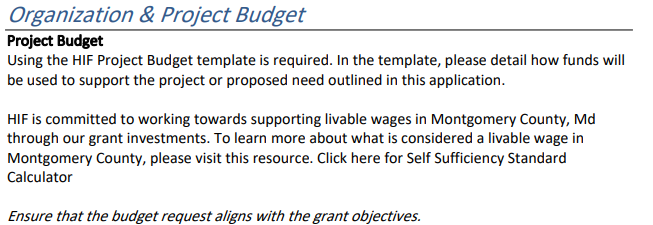 Organization & Project Budget
Project Budget
Using the HIF Project Budget template is required. In the template, please detail how funds will
be used to support the project or proposed need outlined in this application.
HIF is committed to working towards supporting livable wages in Montgomery County, Md
through our grant investments. To learn more about what is considered a livable wage in
Montgomery County, please visit this resource. Click here for Self Sufficiency Standard
Calculator
Ensure that the budget request aligns with the grant objectives.